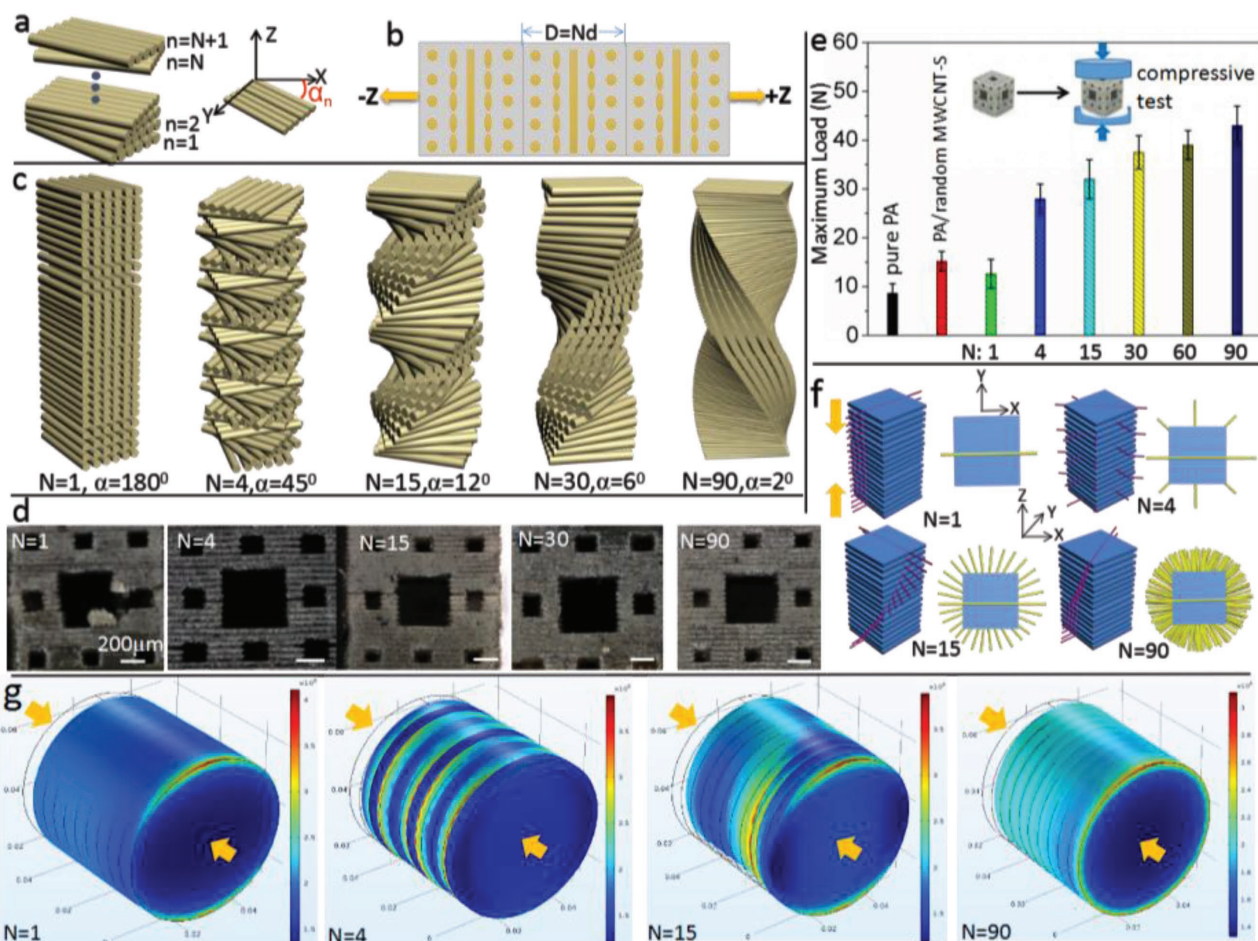 a
n=N+1
n=N
n=2
n=1
Z
X
Y
αn
b
D=Nd
-Z
+Z
c
N=1, α=180⁰
N=4,α=45⁰
N=15,α=12⁰
N=30,α=6⁰
N=90,α=2⁰
d
N=1
N=4
N=15
N=30
N=90
200μm
e
Maximum Load (N)
60
50
40
30
20
10
0
pure PA
PA/random MWCNT-S
compressive
test
N: 1
4
15
30
60
90
f
Y
X
N=1
N=4
Z
Y
X
N=15
N=90
g
N=1
N=4
N=15
N=90